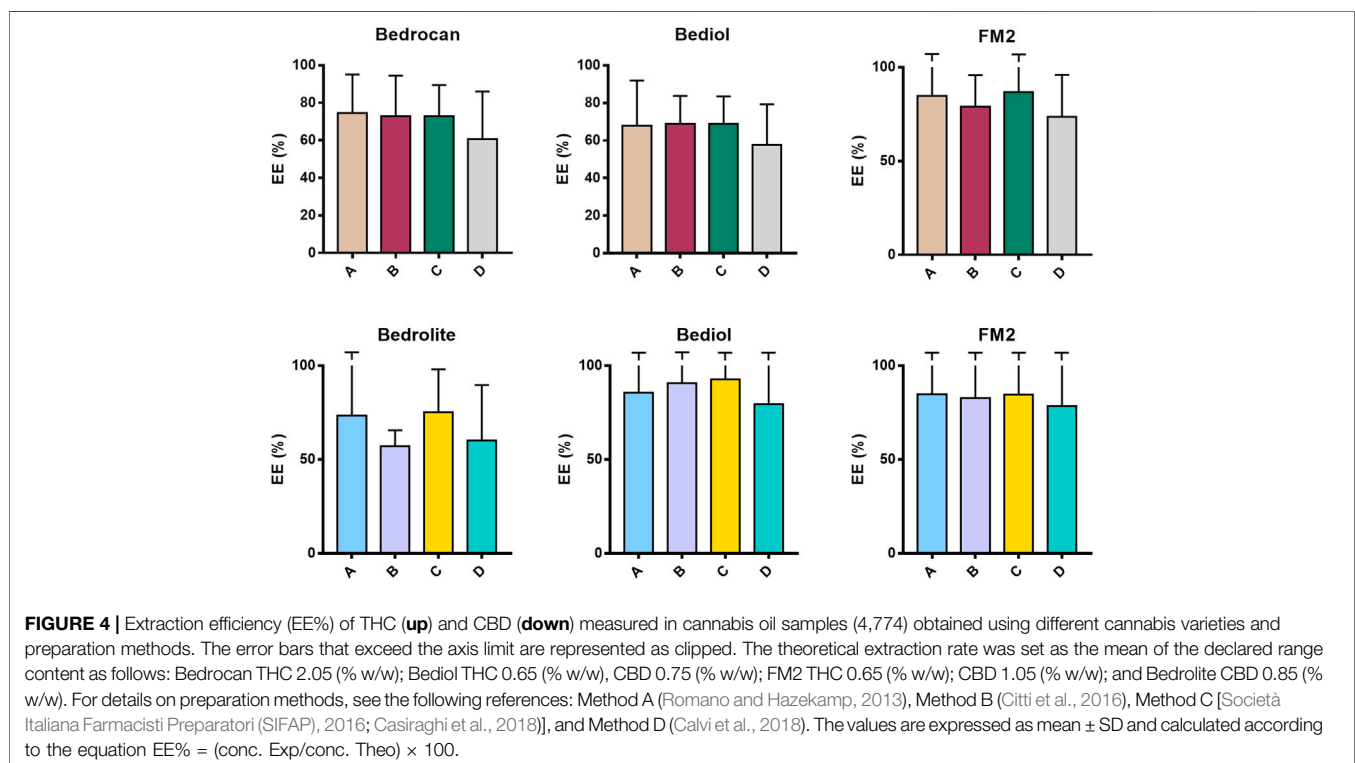 Bedrocan
EE (%)
100
80
60
40
20
0
A B C D
Bediol
EE (%)
100
80
60
40
20
0
A B C D
FM2
EE (%)
100
50
0
A B C D
Bedrolite
EE (%)
100
50
0
A B C D
Bediol
EE (%)
100
50
0
A B C D
FM2
EE (%)
100
50
0
A B C D
FIGURE 4 | Extraction efficiency (EE%) of THC (up) and CBD (down) measured in cannabis oil samples (4,774) obtained using different cannabis varieties and
preparation methods. The error bars that exceed the axis limit are represented as clipped. The theoretical extraction rate was set as the mean of the declared range
content as follows: Bedrocan THC 2.05 (% w/w); Bediol THC 0.65 (% w/w), CBD 0.75 (% w/w); FM2 THC 0.65 (% w/w); CBD 1.05 (% w/w); and Bedrolite CBD 0.85 (%
w/w). For details on preparation methods, see the following references: Method A (Romano and Hazekamp, 2013), Method B (Citti et al., 2016), Method C [Società
Italiana Farmacisti Preparatori (SIFAP), 2016; Casiraghi et al., 2018)], and Method D (Calvi et al., 2018). The values are expressed as mean ± SD and calculated according
to the equation EE% = (conc. Exp/conc. Theo) × 100.